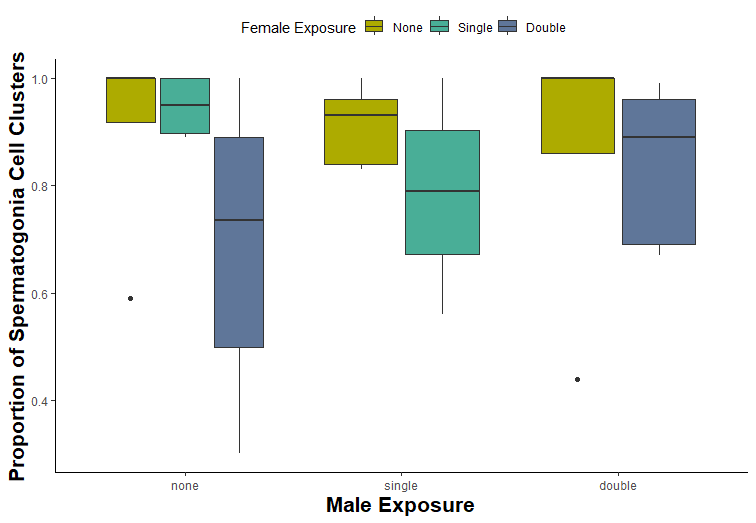 Female Exposure None Single Double
Proportion of Spermatogonia Cell Clusters
1.0
0.8
0.6
0.4
none single double
Male Exposure